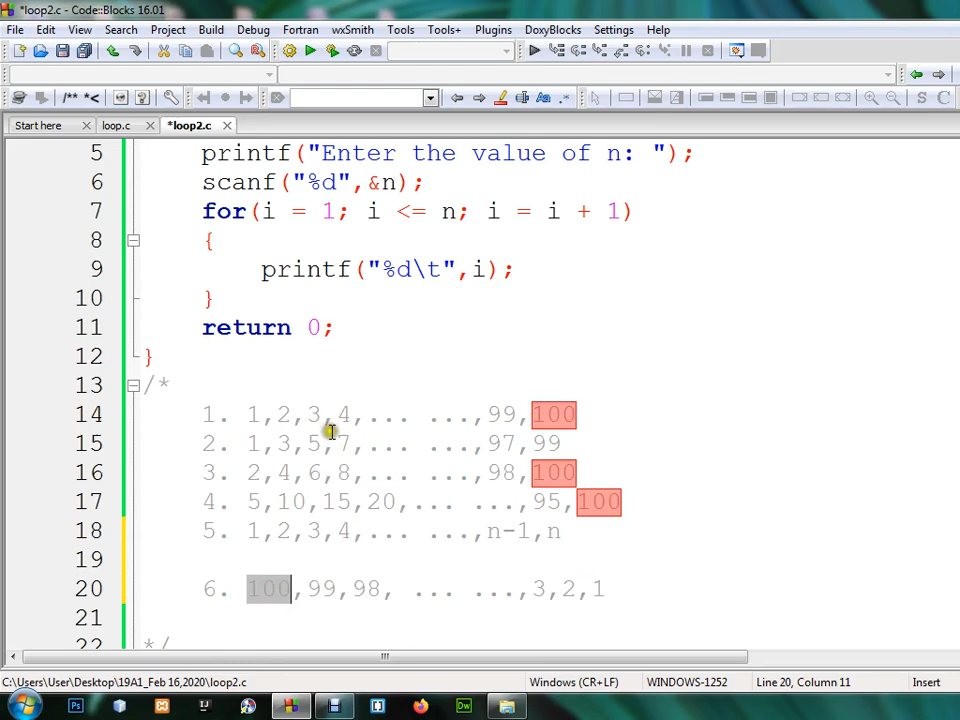 *loop2.c - Code::Blocks 16.01
File Edit View Search Project Build Debug Fortran wxSmith Tools Tools+ Plugins DoxyBlocks Settings Help
/** *<
S C
Start here loop.c *loop2.c
5 printf("Enter the value of n: ");
6 scanf("%d",&n);
7 for(i = 1; i <= n; i = i + 1)
8 {
9 printf("%d\t",i);
10 }
11 return 0;
12 }
13 /*
14 1. 1,2,3,4,... ...,99,100
15 2. 1,3,5,7,... ...,97,99
16 3. 2,4,6,8,... ...,98,100
17 4. 5,10,15,20,... ...,95,100
18 5. 1,2,3,4,... ...,n-1,n
19
20 6. 100,99,98, ... ...,3,2,1
21
22 */
C:\Users\User\Desktop\19A1_Feb 16,2020\loop2.c Windows (CR+LF) WINDOWS-1252 Line 20, Column 11 Insert
Ps IJ Dw